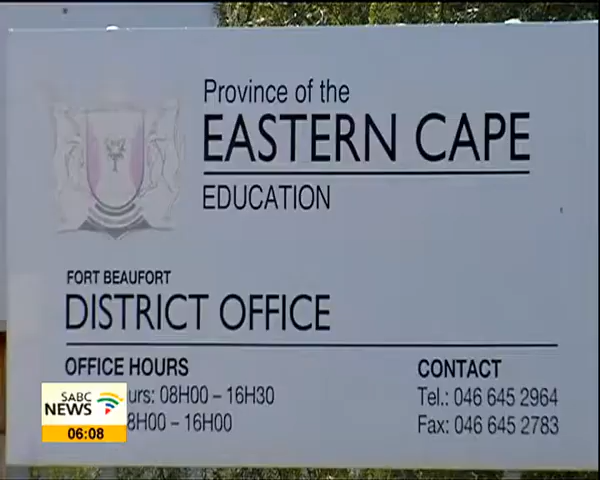 Province of the
EASTERN CAPE
EDUCATION
FORT BEAUFORT
DISTRICT OFFICE
OFFICE HOURS
urs: 08H00 – 16H30
8H00 – 16H00
CONTACT
Tel.: 046 645 2964
Fax: 046 645 2783
SABC
NEWS
06:08